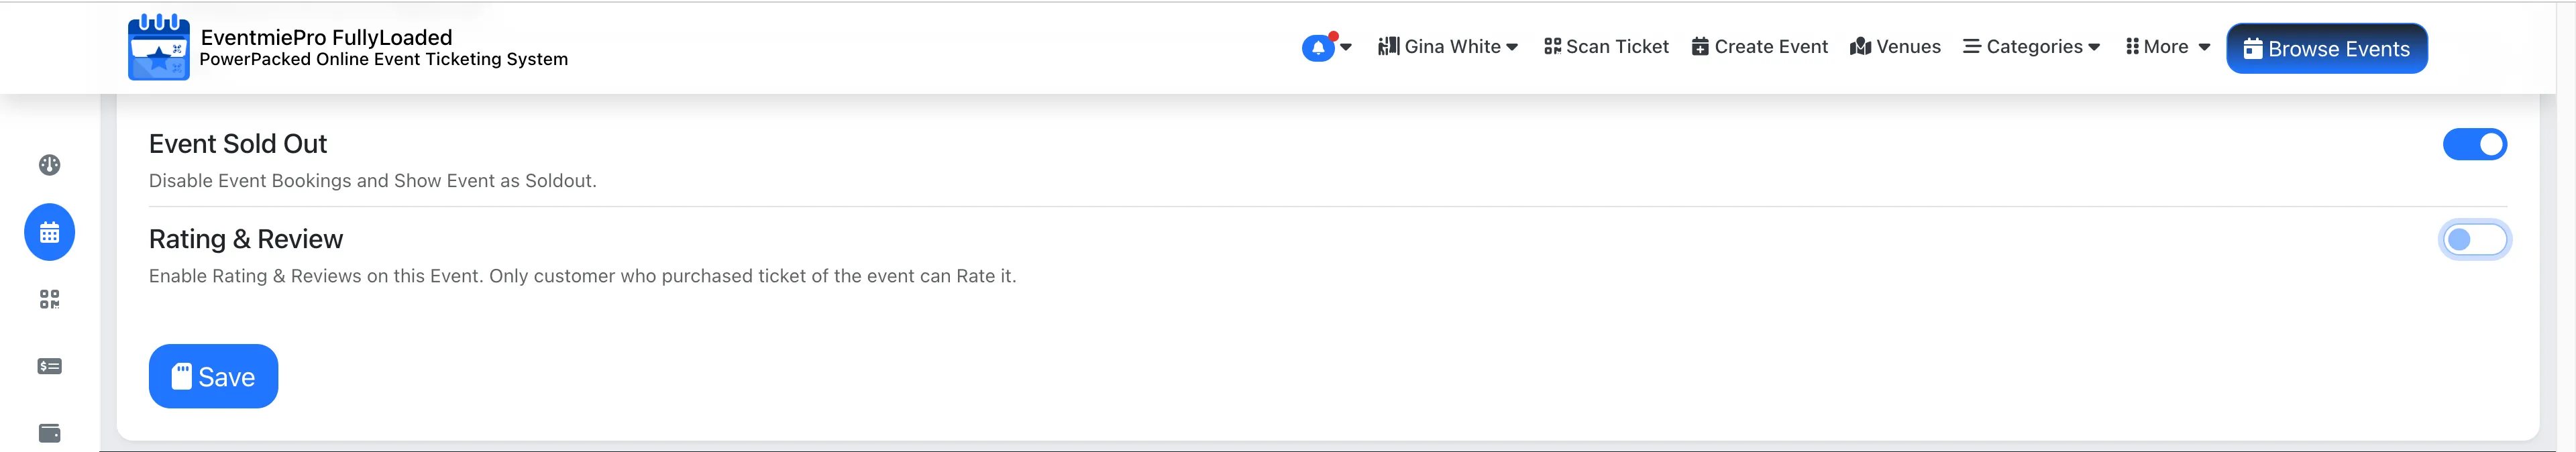 EventmiePro FullyLoaded
PowerPacked Online Event Ticketing System
Gina White
Scan Ticket
Create Event
Venues
Categories
More
Browse Events
Event Sold Out
Disable Event Bookings and Show Event as Soldout.
Rating & Review
Enable Rating & Reviews on this Event. Only customer who purchased ticket of the event can Rate it.
Save